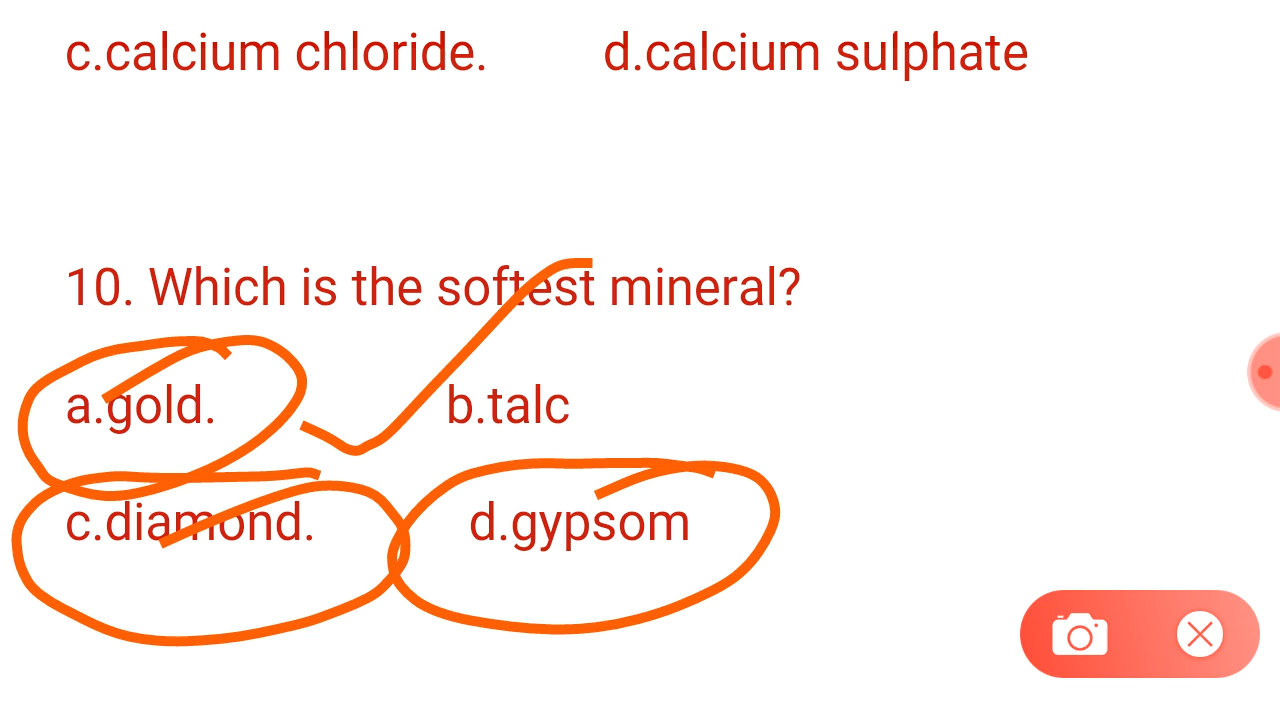 c.calcium chloride. d.calcium sulphate
10. Which is the softest mineral?
a.gold. b.talc
c.diamond. d.gypsom